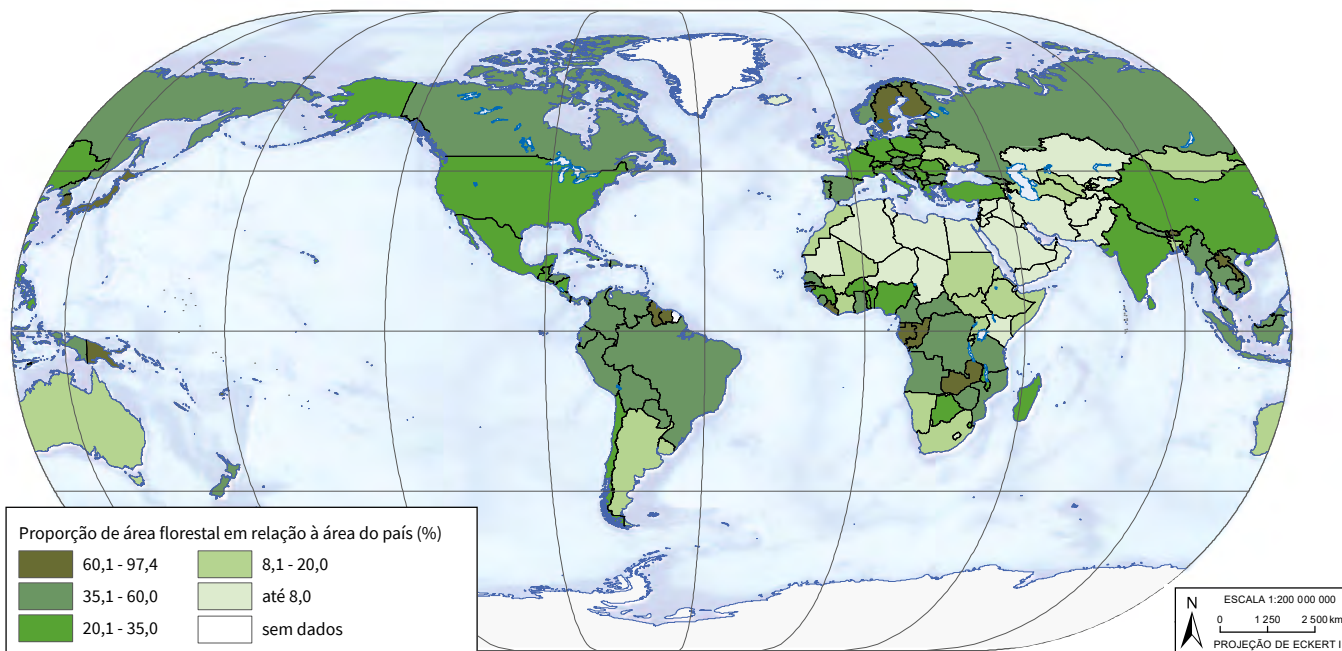 Proporção de área florestal em relação à área do país (%)
60,1 - 97,4
35,1 - 60,0
20,1 - 35,0
8,1 - 20,0
até 8,0
sem dados
N
ESCALA 1:200 000 000
0 1 250 2 500 km
PROJEÇÃO DE ECKERT I